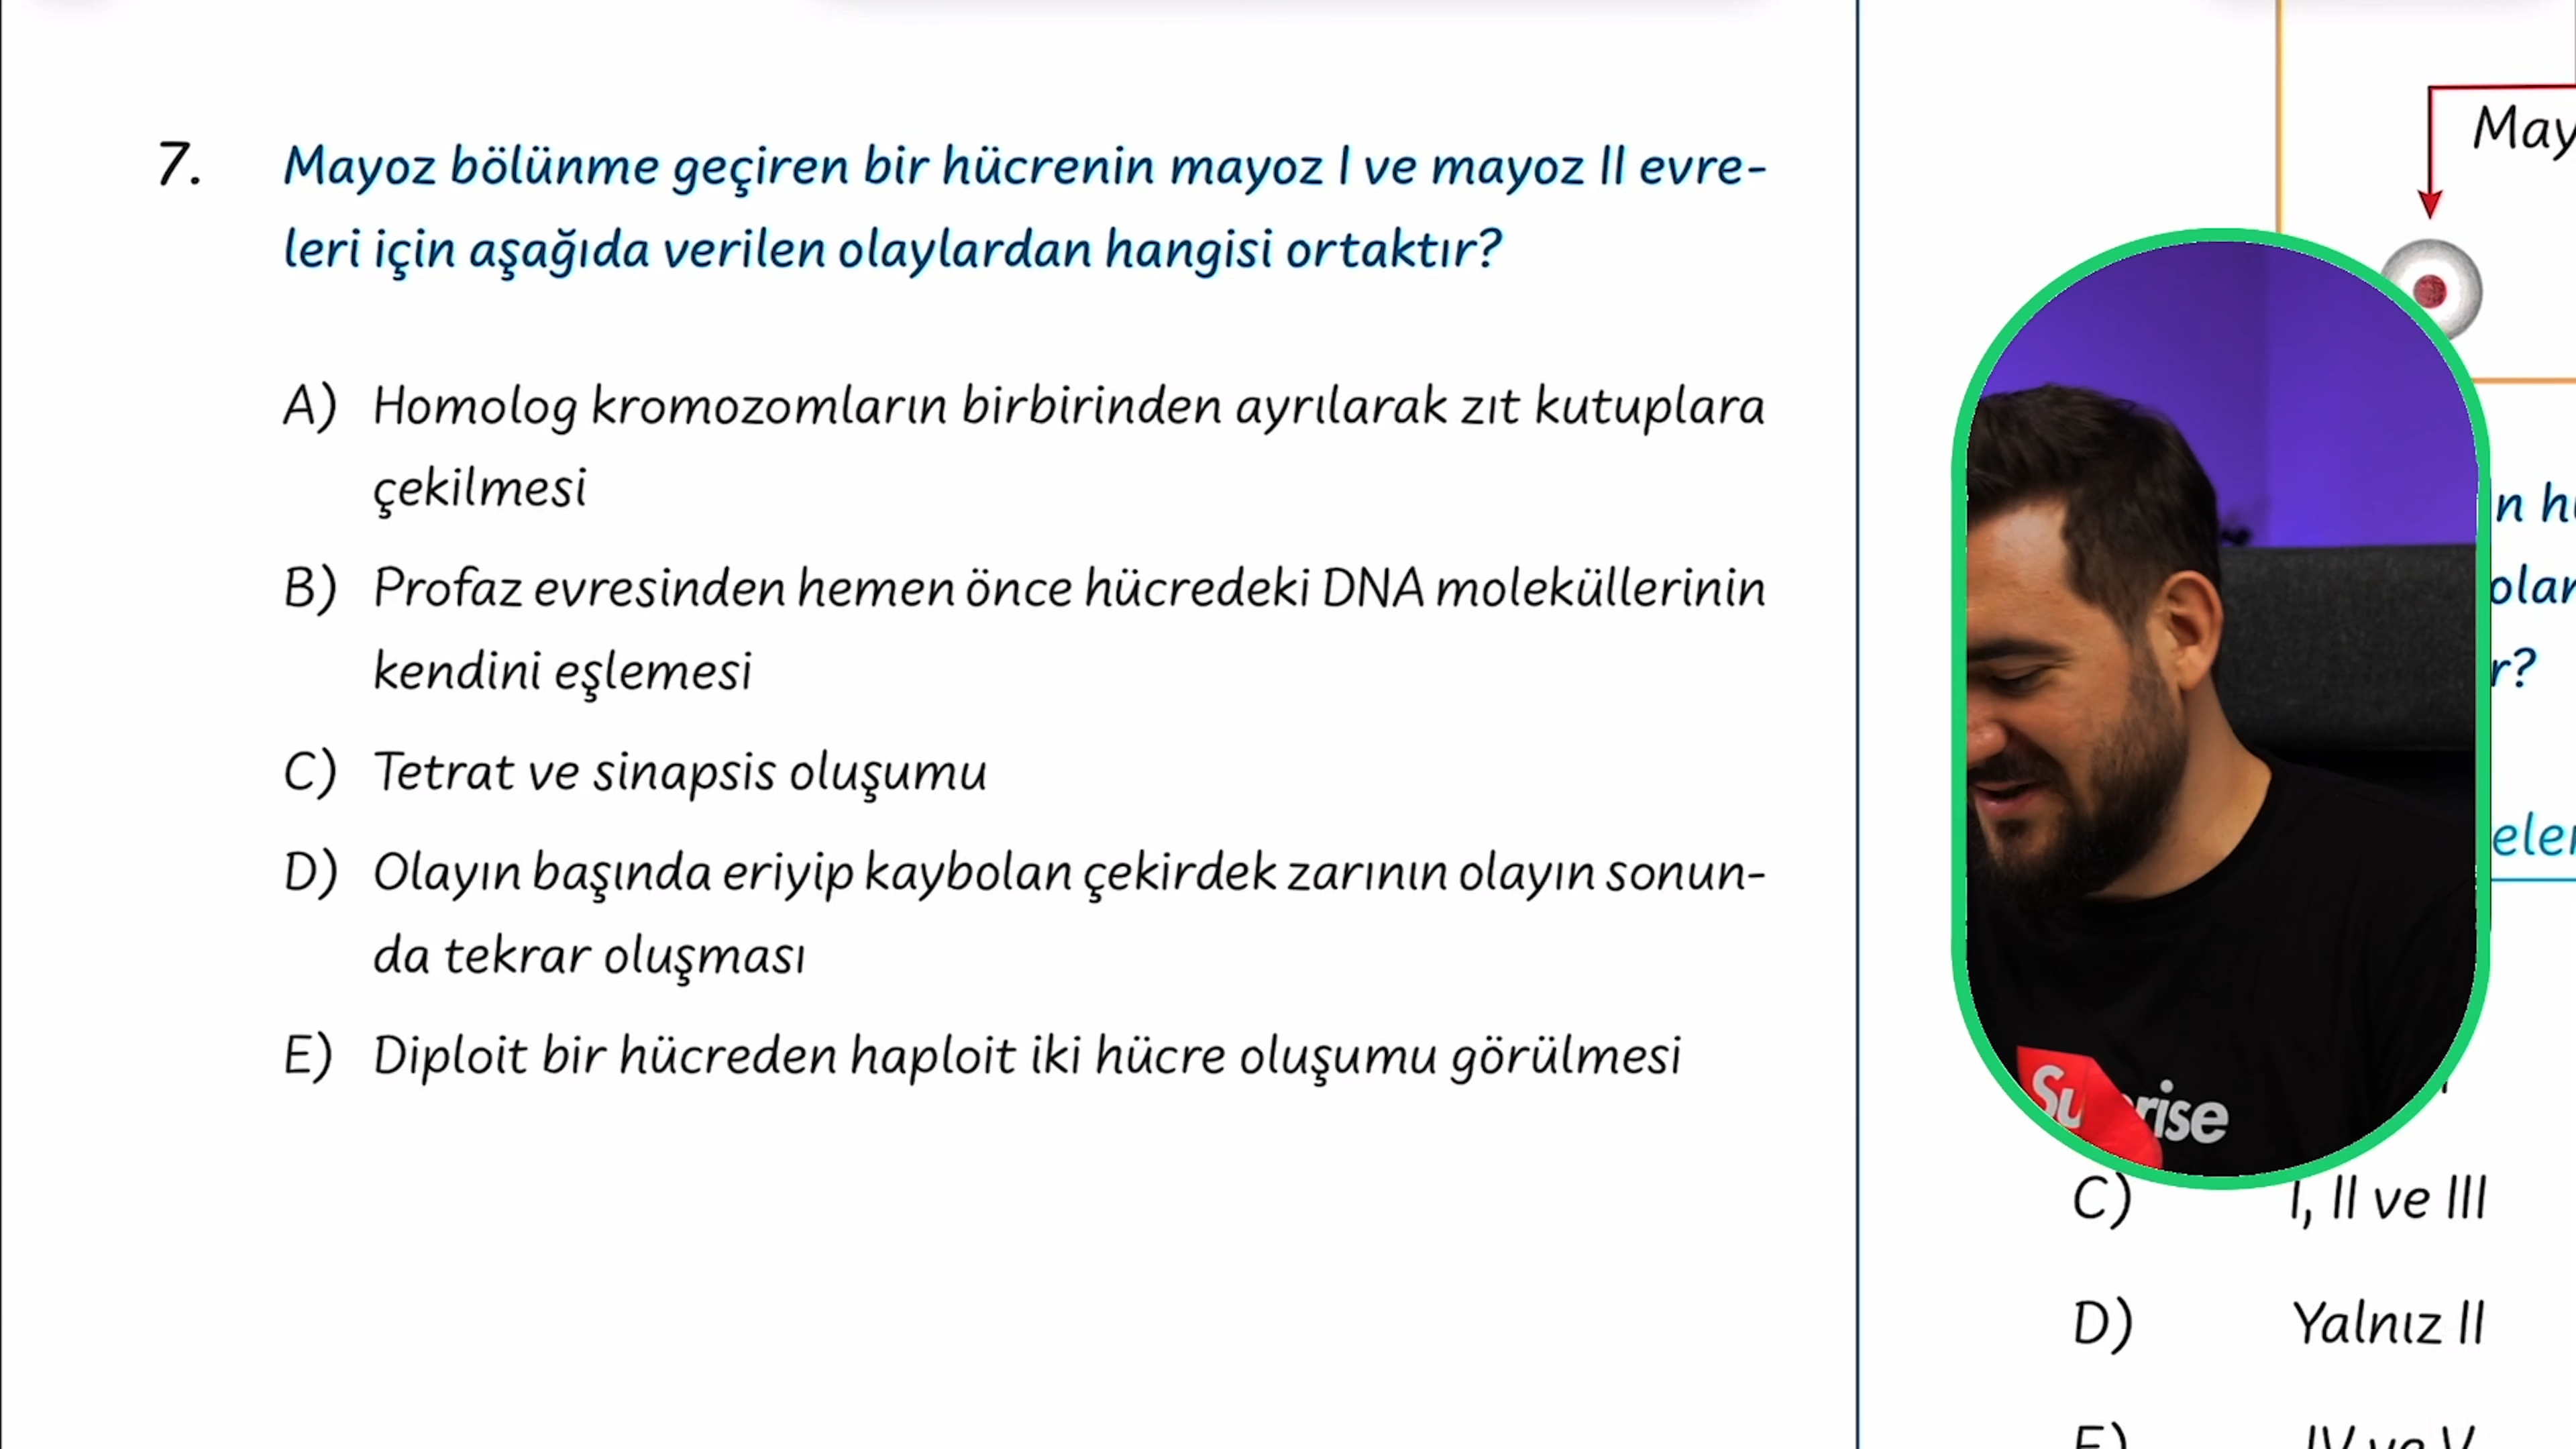 7. Mayoz bölünme geçiren bir hücrenin mayoz I ve mayoz II evre-
leri için aşağıda verilen olaylardan hangisi ortaktır?
A) Homolog kromozomların birbirinden ayrılarak zıt kutuplara
çekilmesi
B) Profaz evresinden hemen önce hücredeki DNA moleküllerinin
kendini eşlemesi
C) Tetrat ve sinapsis oluşumu
D) Olayın başında eriyip kaybolan çekirdek zarının olayın sonun-
da tekrar oluşması
E) Diploit bir hücreden haploit iki hücre oluşumu görülmesi
May
r?
C) I, II ve III
D) Yalnız II
E) IV ve V